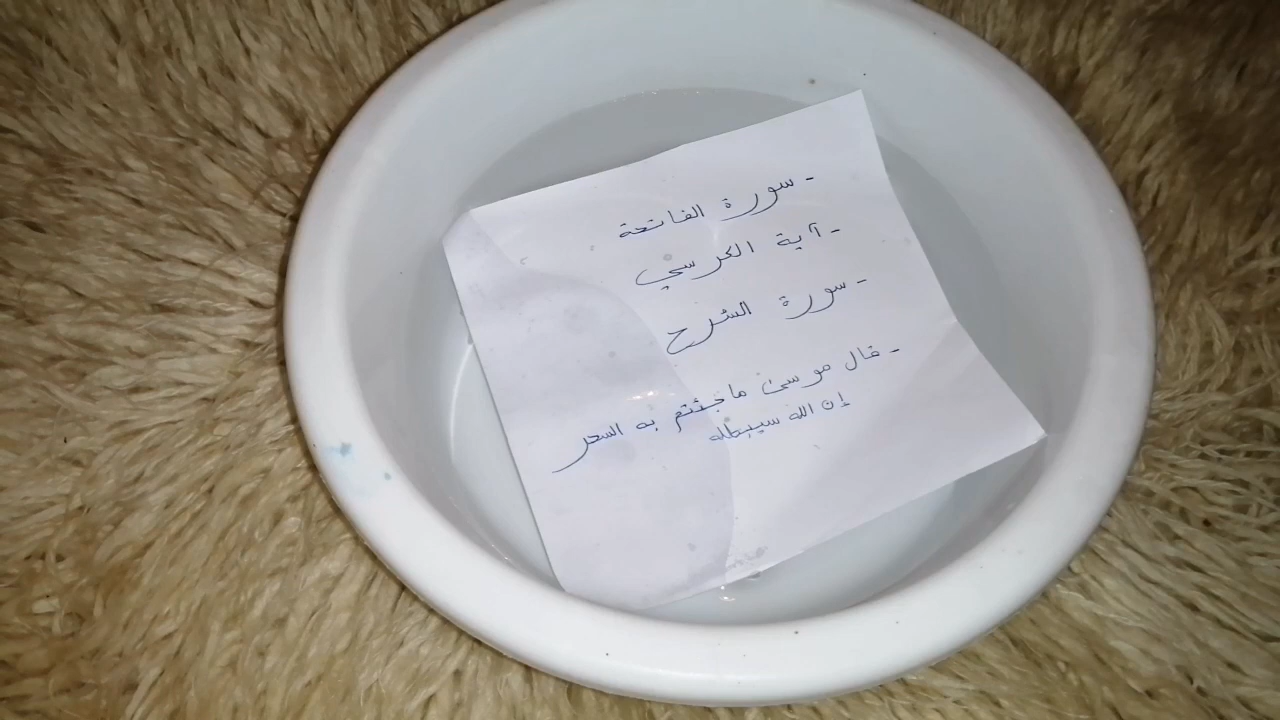 - سورة الفاتحة
- آية الكرسي
- سورة الشرح
- قال موسى ما جئتم به السحر
إن الله سيبطله